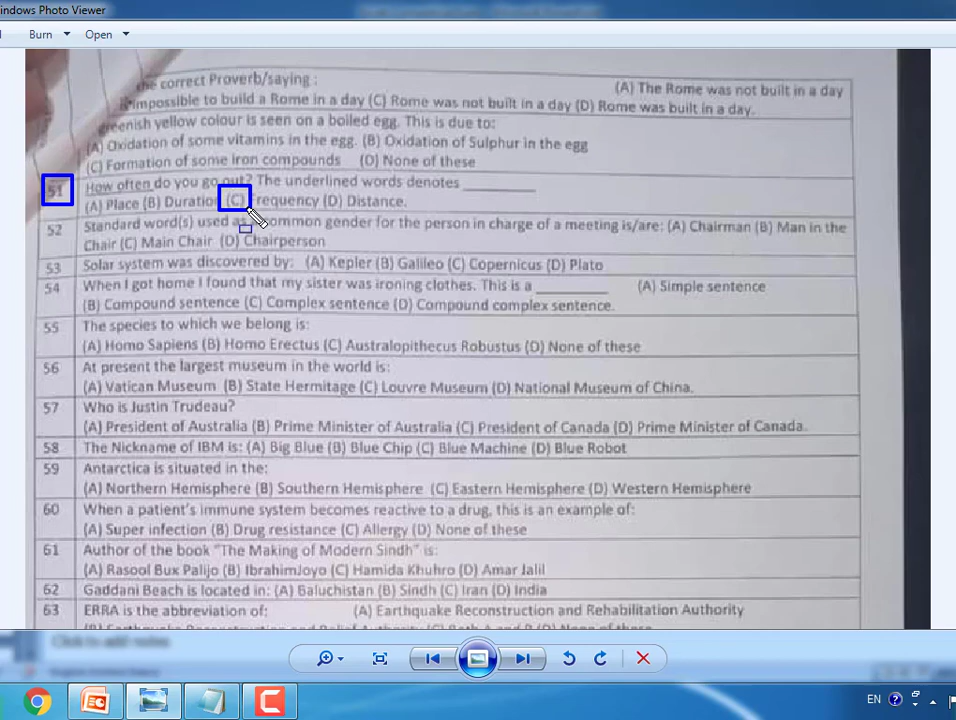 indows Photo Viewer
Burn
Open
the correct Proverb/saying : (A) The Rome was not built in a day
impossible to build a Rome in a day (C) Rome was not built in a day (D) Rome was built in a day.
greenish yellow colour is seen on a boiled egg. This is due to:
(A) Oxidation of some vitamins in the egg. (B) Oxidation of Sulphur in the egg
(C) Formation of some iron compounds (D) None of these
51 How often do you go out? The underlined words denotes ________
(A) Place (B) Duration (C) Frequency (D) Distance.
52 Standard word(s) used as common gender for the person in charge of a meeting is/are: (A) Chairman (B) Man in the
Chair (C) Main Chair (D) Chairperson
53 Solar system was discovered by: (A) Kepler (B) Galileo (C) Copernicus (D) Plato
54 When I got home I found that my sister was ironing clothes. This is a ________ (A) Simple sentence
(B) Compound sentence (C) Complex sentence (D) Compound complex sentence.
55 The species to which we belong is:
(A) Homo Sapiens (B) Homo Erectus (C) Australopithecus Robustus (D) None of these
56 At present the largest museum in the world is:
(A) Vatican Museum (B) State Hermitage (C) Louvre Museum (D) National Museum of China.
57 Who is Justin Trudeau?
(A) President of Australia (B) Prime Minister of Australia (C) President of Canada (D) Prime Minister of Canada.
58 The Nickname of IBM is: (A) Big Blue (B) Blue Chip (C) Blue Machine (D) Blue Robot
59 Antarctica is situated in the:
(A) Northern Hemisphere (B) Southern Hemisphere (C) Eastern Hemisphere (D) Western Hemisphere
60 When a patient's immune system becomes reactive to a drug, this is an example of:
(A) Super infection (B) Drug resistance (C) Allergy (D) None of these
61 Author of the book "The Making of Modern Sindh" is:
(A) Rasool Bux Palijo (B) IbrahimJoyo (C) Hamida Khuhro (D) Amar Jalil
62 Gaddani Beach is located in: (A) Baluchistan (B) Sindh (C) Iran (D) India
63 ERRA is the abbreviation of: (A) Earthquake Reconstruction and Rehabilitation Authority
Click to add notes
EN